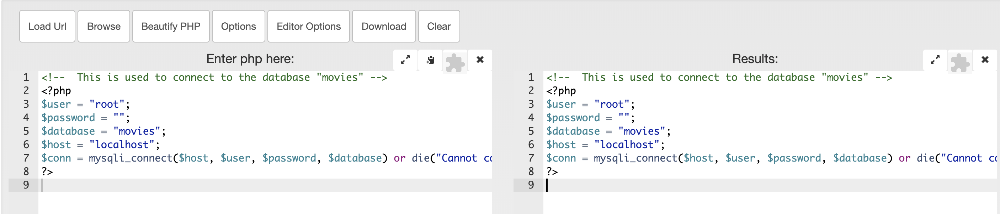 Load Url Browse Beautify PHP Options Editor Options Download Clear
Enter php here:
1 <!--  This is used to connect to the database "movies" -->
2 <?php
3 $user = "root";
4 $password = "";
5 $database = "movies";
6 $host = "localhost";
7 $conn = mysqli_connect($host, $user, $password, $database) or die("Cannot
8 ?>
9
Results:
1 <!--  This is used to connect to the database "movies" -->
2 <?php
3 $user = "root";
4 $password = "";
5 $database = "movies";
6 $host = "localhost";
7 $conn = mysqli_connect($host, $user, $password, $database) or die("Cannot
8 ?>
9